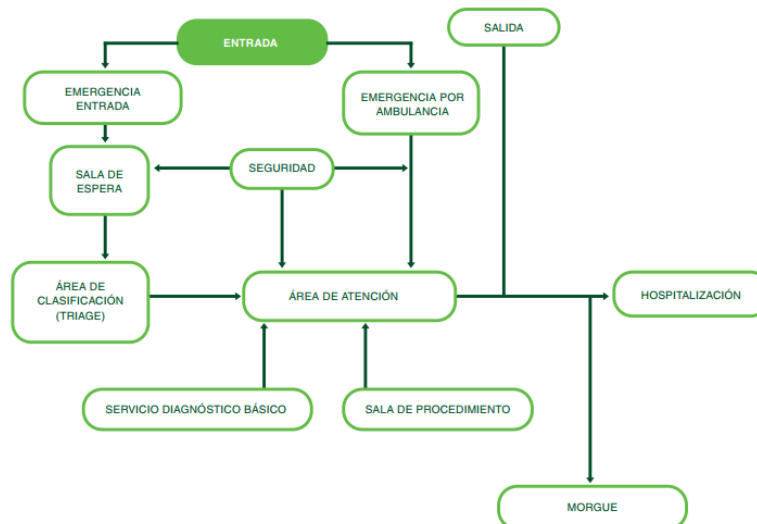 SALIDA
ENTRADA
EMERGENCIA
ENTRADA
EMERGENCIA POR
AMBULANCIA
SALA DE
ESPERA
SEGURIDAD
ÁREA DE
CLASIFICACIÓN
(TRIAGE)
ÁREA DE ATENCIÓN
HOSPITALIZACIÓN
SERVICIO DIAGNÓSTICO BÁSICO
SALA DE PROCEDIMIENTO
MORGUE